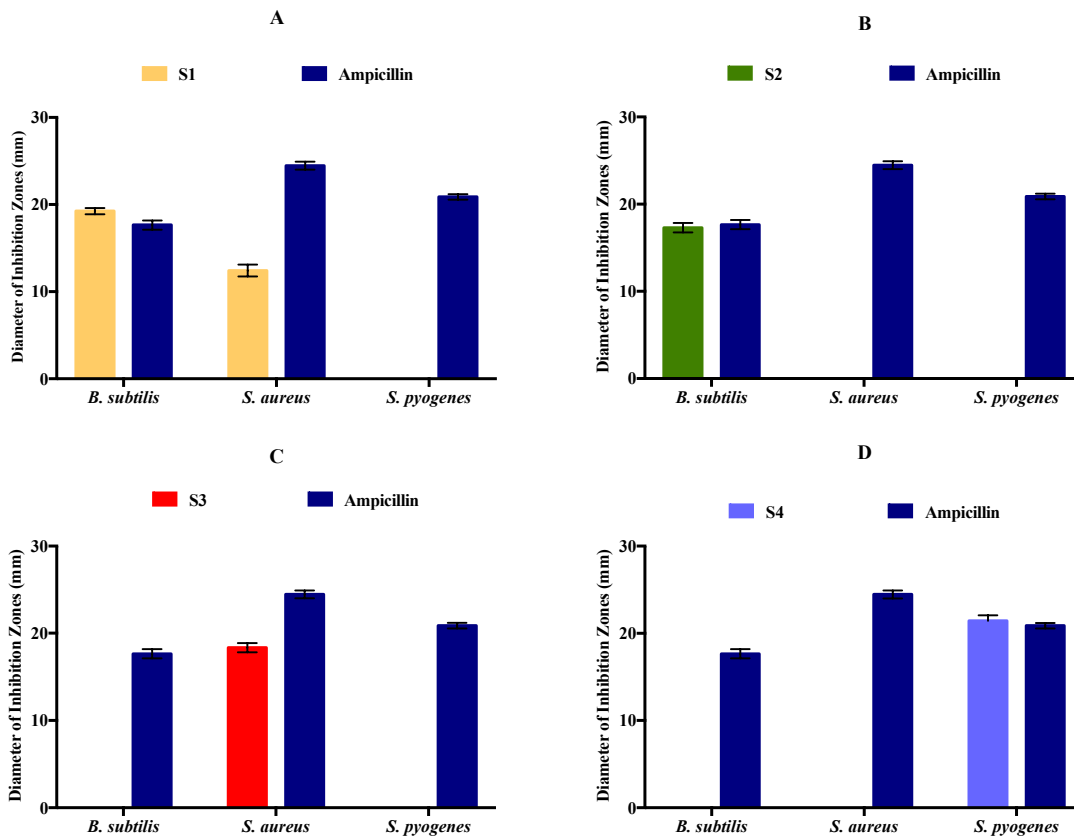 A
S1 Ampicillin
Diameter of Inhibition Zones (mm)
30
20
10
0
B. subtilis S. aureus S. pyogenes
B
S2 Ampicillin
Diameter of Inhibition Zones (mm)
30
20
10
0
B. subtilis S. aureus S. pyogenes
C
S3 Ampicillin
Diameter of Inhibition Zones (mm)
30
20
10
0
B. subtilis S. aureus S. pyogenes
D
S4 Ampicillin
Diameter of Inhibition Zones (mm)
30
20
10
0
B. subtilis S. aureus S. pyogenes